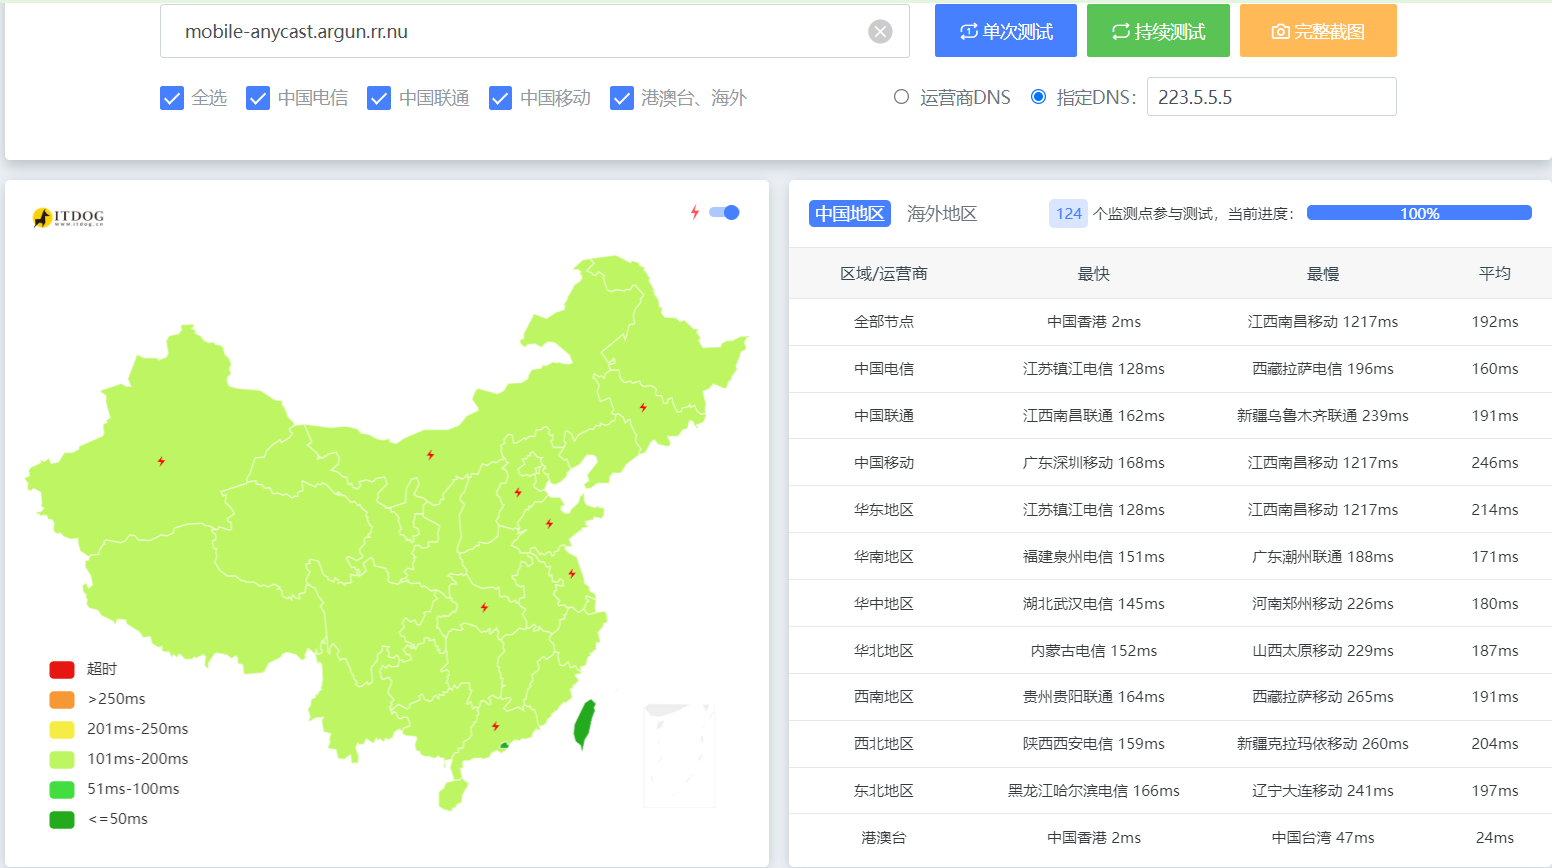 mobile-anycast.argun.rr.nu
单次测试
持续测试
完整截图
全选
中国电信
中国联通
中国移动
港澳台、海外
运营商DNS
指定DNS：
223.5.5.5
ITDOG
www.itdog.cn
超时
>250ms
201ms-250ms
101ms-200ms
51ms-100ms
<=50ms
中国地区
海外地区
124 个监测点参与测试，当前进度：
100%
区域/运营商 最快 最慢 平均
全部节点 中国香港 2ms 江西南昌移动 1217ms 192ms
中国电信 江苏镇江电信 128ms 西藏拉萨电信 196ms 160ms
中国联通 江西南昌联通 162ms 新疆乌鲁木齐联通 239ms 191ms
中国移动 广东深圳移动 168ms 江西南昌移动 1217ms 246ms
华东地区 江苏镇江电信 128ms 江西南昌移动 1217ms 214ms
华南地区 福建泉州电信 151ms 广东潮州联通 188ms 171ms
华中地区 湖北武汉电信 145ms 河南郑州移动 226ms 180ms
华北地区 内蒙古电信 152ms 山西太原移动 229ms 187ms
西南地区 贵州贵阳联通 164ms 西藏拉萨移动 265ms 191ms
西北地区 陕西西安电信 159ms 新疆克拉玛依移动 260ms 204ms
东北地区 黑龙江哈尔滨电信 166ms 辽宁大连移动 241ms 197ms
港澳台 中国香港 2ms 中国台湾 47ms 24ms